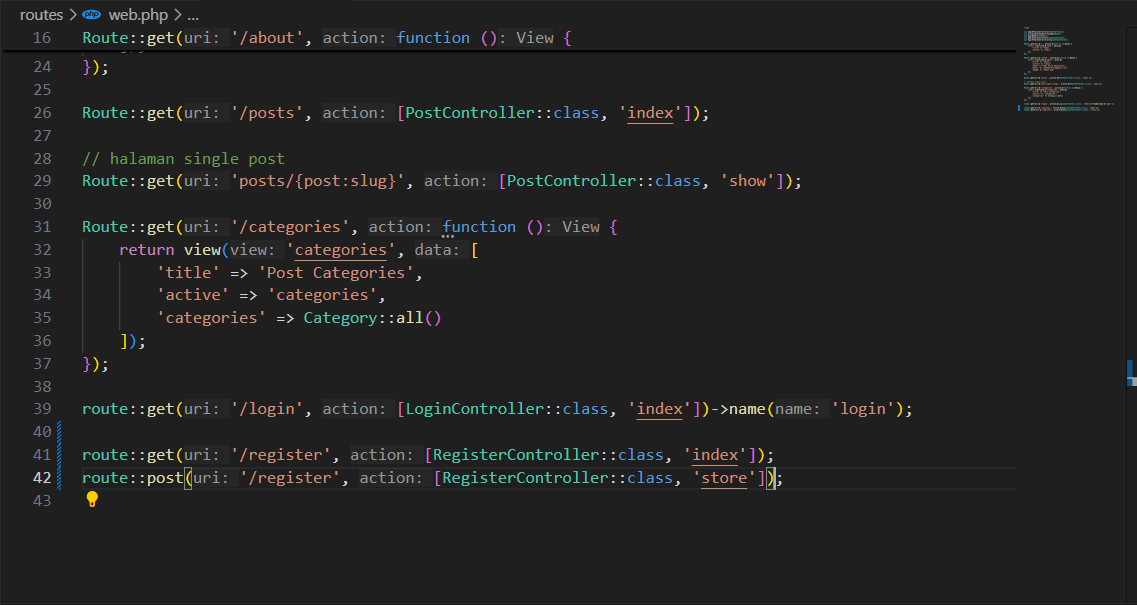 routes > php web.php > ...
16 Route::get(uri: '/about', action: function (): View {
24 });
25
26 Route::get(uri: '/posts', action: [PostController::class, 'index']);
27
28 // halaman single post
29 Route::get(uri: 'posts/{post:slug}', action: [PostController::class, 'show']);
30
31 Route::get(uri: '/categories', action: function (): View {
32 return view(view: 'categories', data: [
33 'title' => 'Post Categories',
34 'active' => 'categories',
35 'categories' => Category::all()
36 ]);
37 });
38
39 route::get(uri: '/login', action: [LoginController::class, 'index'])->name(name: 'login');
40
41 route::get(uri: '/register', action: [RegisterController::class, 'index']);
42 route::post(uri: '/register', action: [RegisterController::class, 'store']);
43